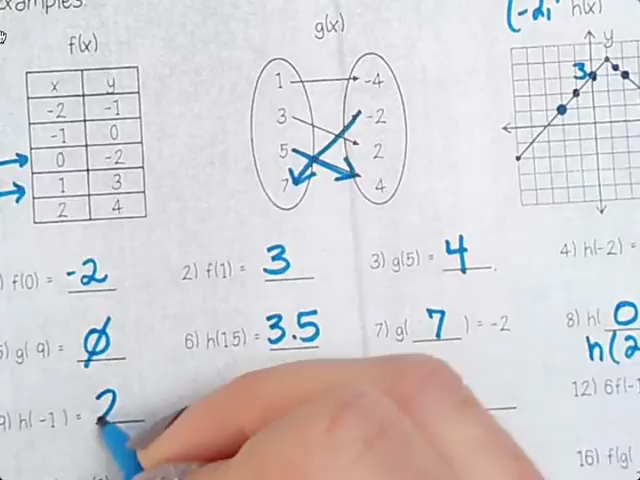 (-2,
f(x)
g(x)
h(x)
x y
-2 -1
-1 0
0 -2
1 3
2 4
1 -4
3 -2
5 2
7 4
y
3
f(0) = -2
2) f(1) = 3
3) g(5) = 4
4) h(-2) =
5) g( 9) = ∅
6) h(1.5) = 3.5
7) g( 7 ) = -2
8) h( 0
h(2
9) h( -1 ) = 2
12) 6f(-1
16) f(g(